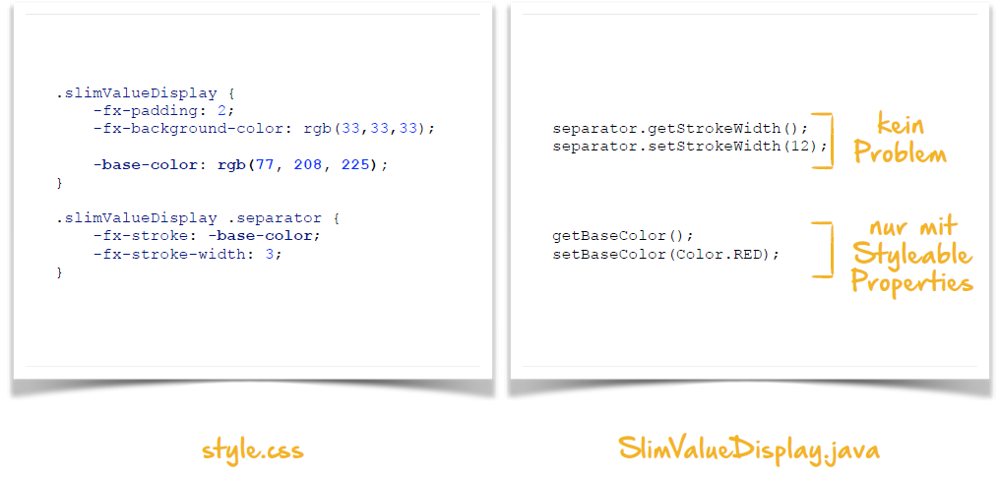 .slimValueDisplay {
    -fx-padding: 2;
    -fx-background-color: rgb(33,33,33);
    -base-color: rgb(77, 208, 225);
}
.slimValueDisplay .separator {
    -fx-stroke: -base-color;
    -fx-stroke-width: 3;
}
style.css
separator.getStrokeWidth();
separator.setStrokeWidth(12);
kein
Problem
getBaseColor();
setBaseColor(Color.RED);
nur mit
Styleable
Properties
SlimValueDisplay.java